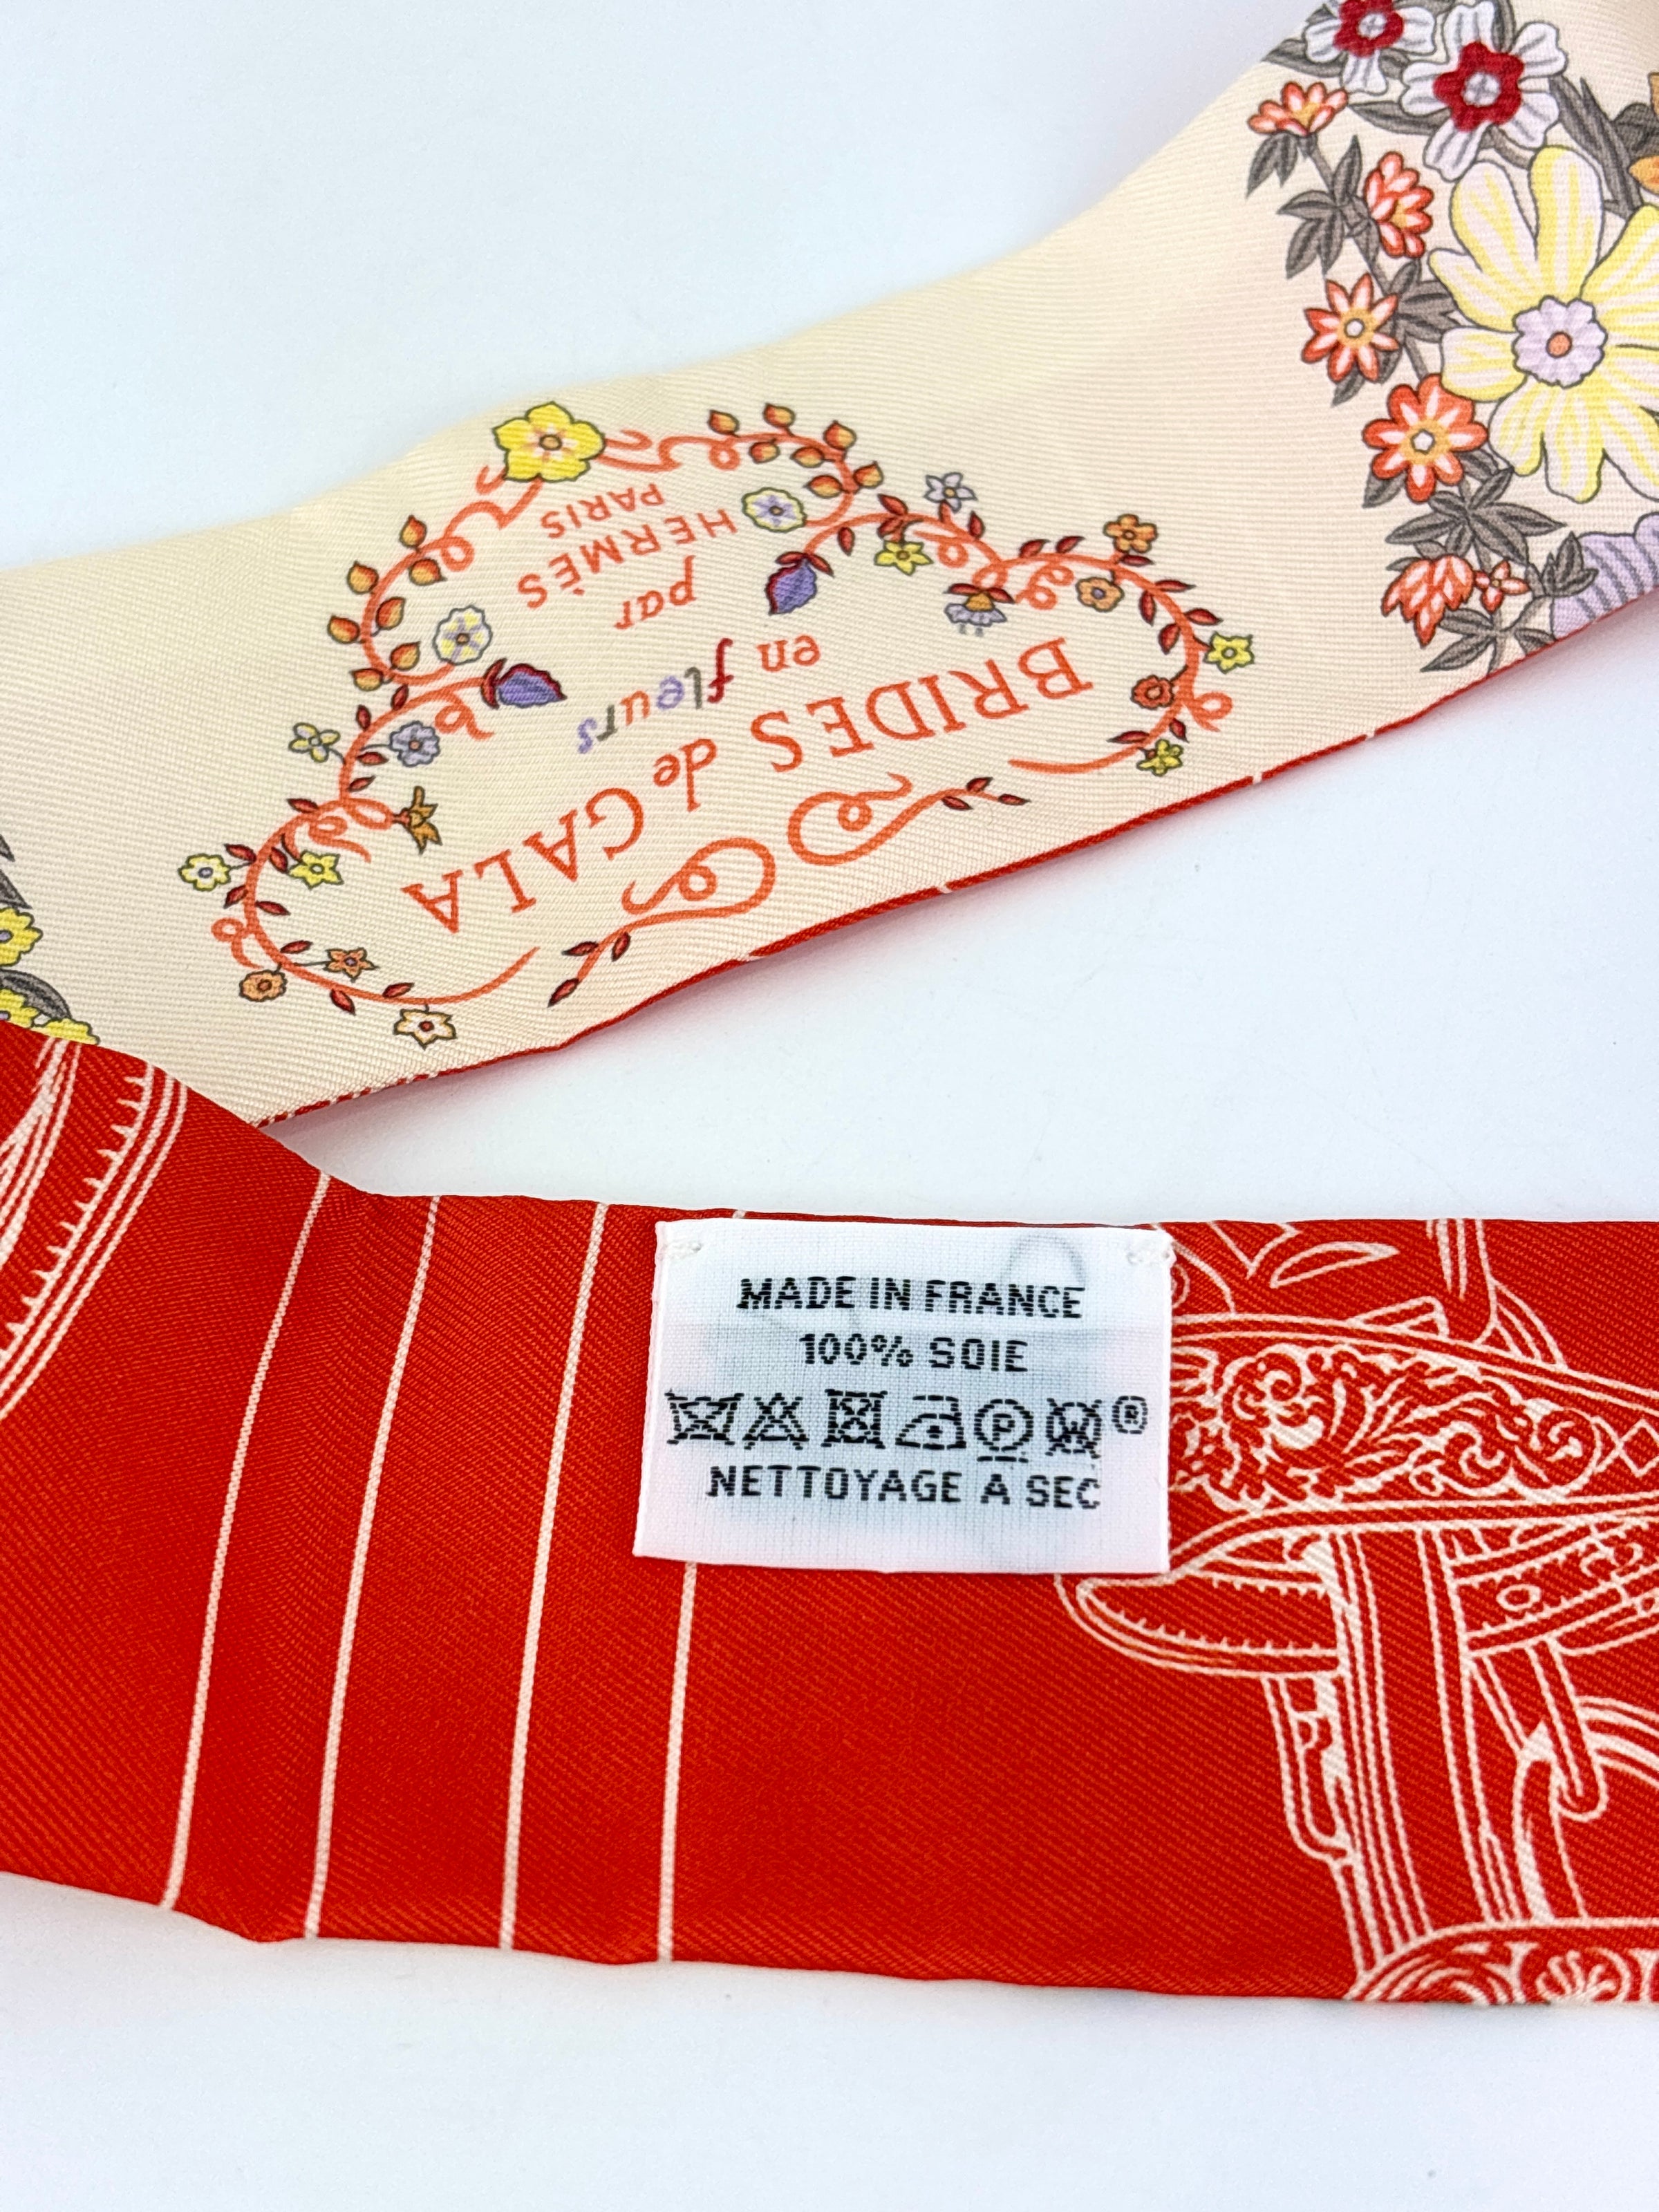 BRIDES de GALA
en fleurs
par
HERMÈS
PARIS
MADE IN FRANCE
100% SOIE
P W ®
NETTOYAGE A SEC